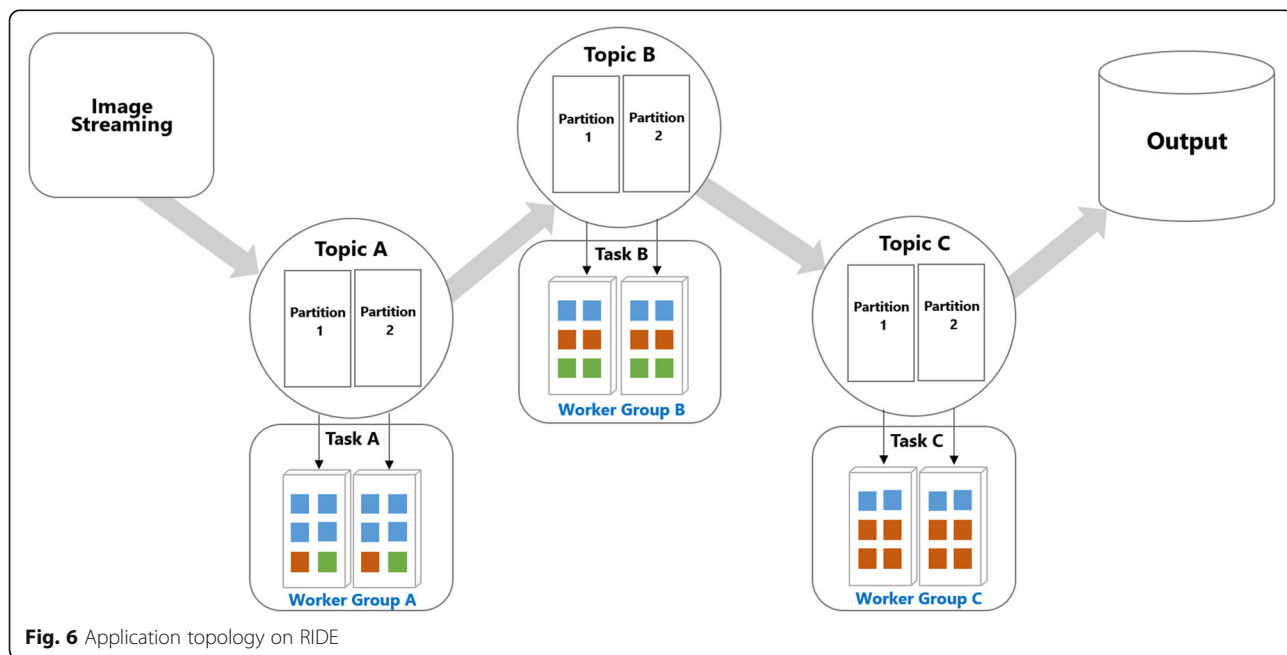 Image
Streaming
Topic A
Partition
1
Partition
2
Task A
Worker Group A
Topic B
Partition
1
Partition
2
Task B
Worker Group B
Topic C
Partition
1
Partition
2
Task C
Worker Group C
Output
Fig. 6 Application topology on RIDE